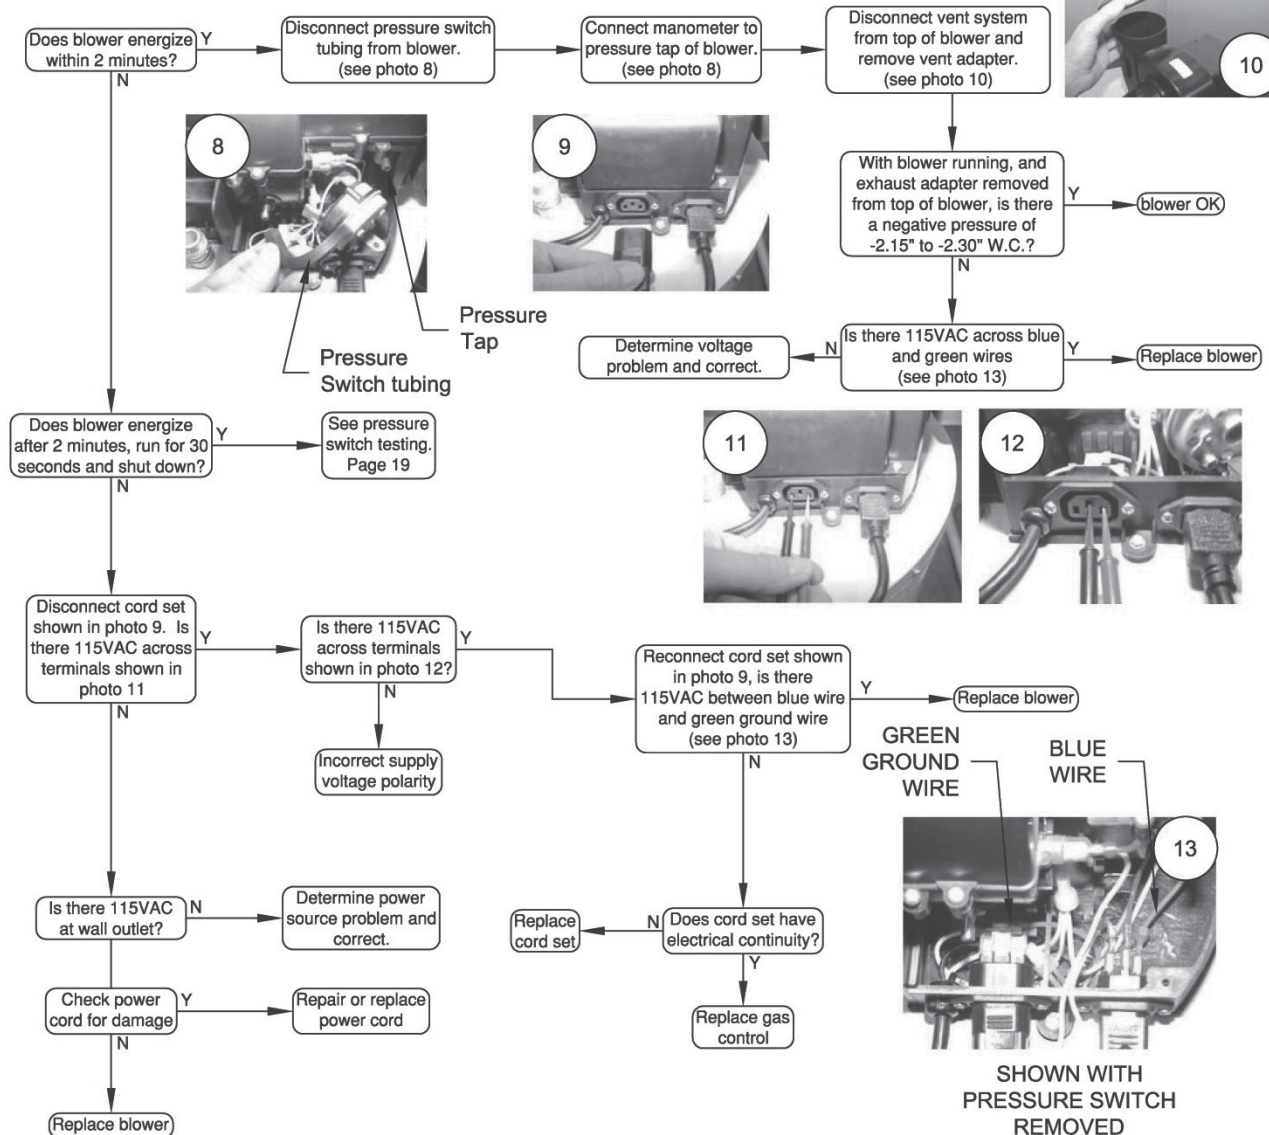 Does blower energize
within 2 minutes?
Y
N
Disconnect pressure switch
tubing from blower.
(see photo 8)
Connect manometer to
pressure tap of blower.
(see photo 8)
Disconnect vent system
from top of blower and
remove vent adapter.
(see photo 10)
10
8
9
Pressure
Tap
Pressure
Switch tubing
With blower running, and
exhaust adapter removed
from top of blower, is there
a negative pressure of
-2.15" to -2.30" W.C.?
Y
blower OK
N
Is there 115VAC across blue
and green wires
(see photo 13)
N
Determine voltage
problem and correct.
Y
Replace blower
Does blower energize
after 2 minutes, run for 30
seconds and shut down?
Y
See pressure
switch testing.
Page 19
N
11
12
Disconnect cord set
shown in photo 9. Is
there 115VAC across
terminals shown in
photo 11
Y
Is there 115VAC
across terminals
shown in photo 12?
Y
N
Incorrect supply
voltage polarity
Reconnect cord set shown
in photo 9, is there
115VAC between blue wire
and green ground wire
(see photo 13)
Y
Replace blower
N
GREEN
GROUND
WIRE
BLUE
WIRE
13
SHOWN WITH
PRESSURE SWITCH
REMOVED
N
Is there 115VAC
at wall outlet?
N
Determine power
source problem and
correct.
Does cord set have
electrical continuity?
N
Replace
cord set
Y
Replace gas
control
Check power
cord for damage
Y
Repair or replace
power cord
N
Replace blower